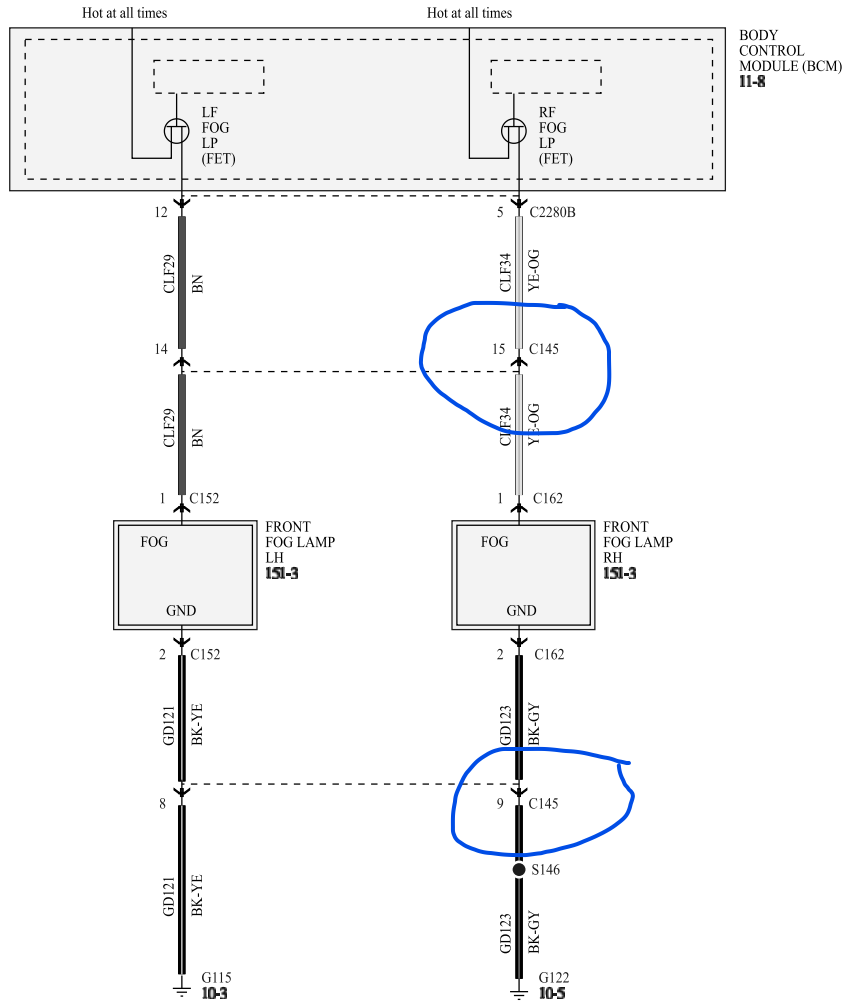 Hot at all times
Hot at all times
BODY
CONTROL
MODULE (BCM)
11-8
LF
FOG
LP
(FET)
RF
FOG
LP
(FET)
12
5 C2280B
CLF29
BN
CLF34
YE-OG
14
15 C145
CLF29
BN
CLF34
YE-OG
1 C152
1 C162
FOG
FRONT
FOG LAMP
LH
151-3
GND
FOG
FRONT
FOG LAMP
RH
151-3
GND
2 C152
2 C162
GD121
BK-YE
GD123
BK-GY
8
9 C145
S146
GD121
BK-YE
GD123
BK-GY
G115
10-3
G122
10-5